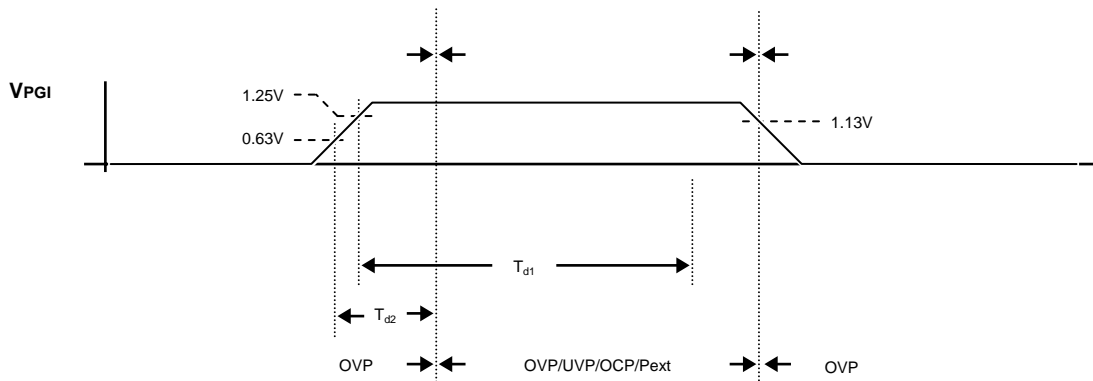 VPGI
1.25V
0.63V
1.13V
Td1
Td2
OVP
OVP/UVP/OCP/Pext
OVP